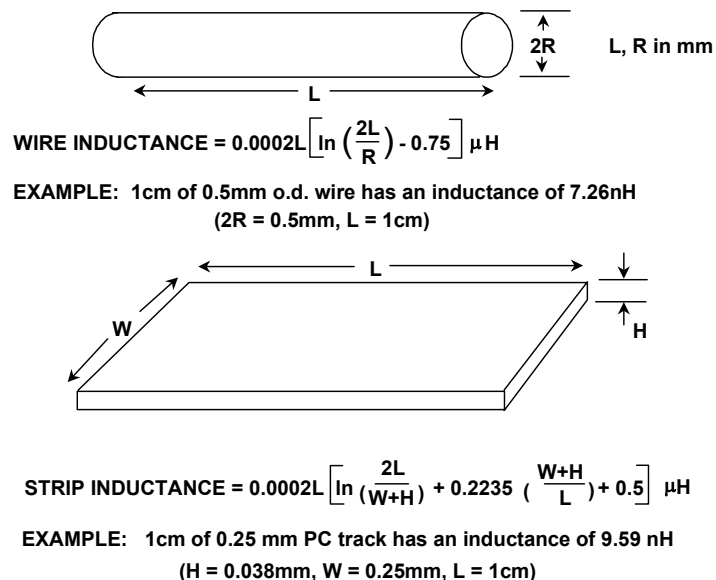 2R
L, R in mm
L
WIRE INDUCTANCE = 0.0002L [ ln ( 2L / R ) - 0.75 ] μH
EXAMPLE: 1cm of 0.5mm o.d. wire has an inductance of 7.26nH
(2R = 0.5mm, L = 1cm)
L
W
H
STRIP INDUCTANCE = 0.0002L [ ln ( 2L / W+H ) + 0.2235 ( W+H / L ) + 0.5 ] μH
EXAMPLE: 1cm of 0.25 mm PC track has an inductance of 9.59 nH
(H = 0.038mm, W = 0.25mm, L = 1cm)